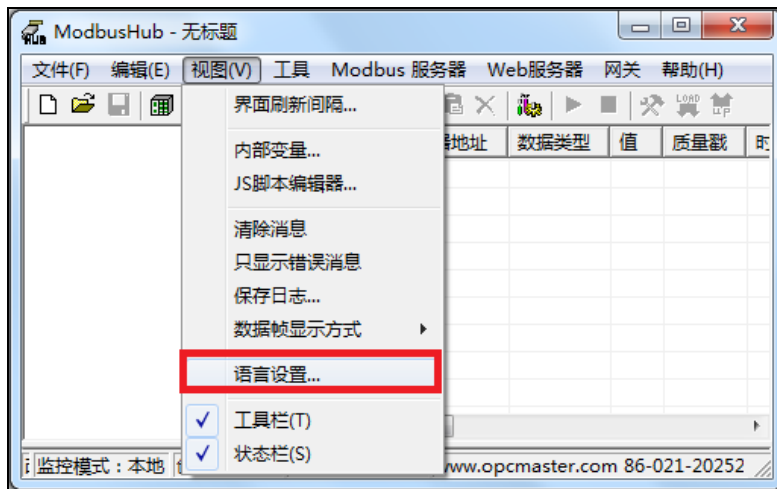 ModbusHub - 无标题
文件(F) 编辑(E) 视图(V) 工具 Modbus 服务器 Web服务器 网关 帮助(H)
LOAD UP
界面刷新间隔...
地址 数据类型 值 质量戳
内部变量...
JS脚本编辑器...
清除消息
只显示错误消息
保存日志...
数据帧显示方式
语言设置...
工具栏(T)
状态栏(S)
监控模式：本地 www.opcmaster.com 86-021-20252